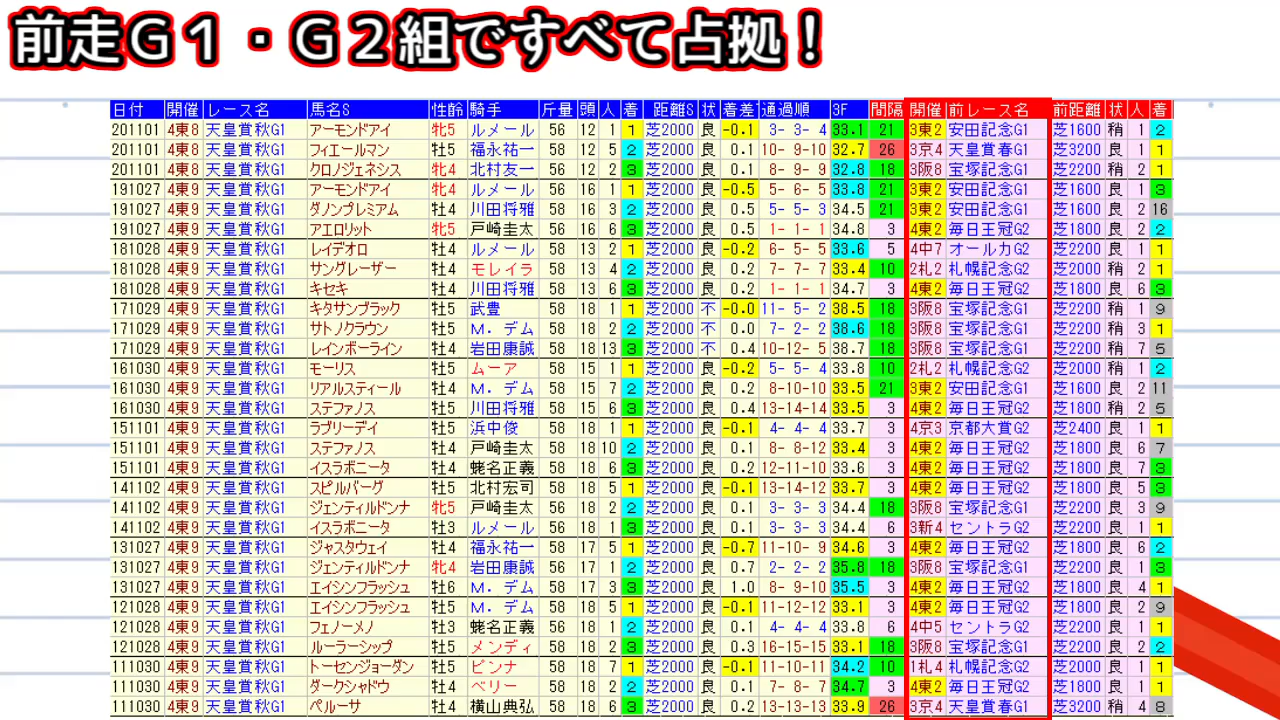 前走G1・G2組ですべて占拠！
日付 開催 レース名 馬名S 性齢 騎手 斤量 頭 人 着 距離S 状 着差 通過順 3F 間隔 開催 前レース名 前距離 状 人 着
201101 4東8 天皇賞秋G1 アーモンドアイ 牝5 ルメール 56 12 1 1 芝2000 良 -0.1 3- 3- 4 33.1 21 3東2 安田記念G1 芝1600 稍 1 2
201101 4東8 天皇賞秋G1 フィエールマン 牡5 福永祐一 58 12 5 2 芝2000 良 0.1 10- 9-10 32.7 26 3京4 天皇賞春G1 芝3200 良 1 1
201101 4東8 天皇賞秋G1 クロノジェネシス 牝4 北村友一 56 12 2 3 芝2000 良 0.1 8- 9- 9 32.8 18 3阪8 宝塚記念G1 芝2200 稍 2 1
191027 4東9 天皇賞秋G1 アーモンドアイ 牝4 ルメール 56 16 1 1 芝2000 良 -0.5 5- 6- 5 33.8 21 3東2 安田記念G1 芝1600 良 1 3
191027 4東9 天皇賞秋G1 ダノンプレミアム 牡4 川田将雅 58 16 3 2 芝2000 良 0.5 5- 5- 3 34.5 21 3東2 安田記念G1 芝1600 良 2 16
191027 4東9 天皇賞秋G1 アエロリット 牝5 戸崎圭太 56 16 6 3 芝2000 良 0.5 1- 1- 1 34.8 3 4東2 毎日王冠G2 芝1800 良 2 2
181028 4東9 天皇賞秋G1 レイデオロ 牡4 ルメール 58 13 2 1 芝2000 良 -0.2 6- 5- 6 33.6 5 4中7 オールカG2 芝2200 良 1 1
181028 4東9 天皇賞秋G1 サングレーザー 牡4 モレイラ 58 13 4 2 芝2000 良 0.2 7- 7- 7 33.4 10 2札2 札幌記念G2 芝2000 稍 2 1
181028 4東9 天皇賞秋G1 キセキ 牡4 川田将雅 58 13 6 3 芝2000 良 0.2 1- 1- 1 34.7 3 4東2 毎日王冠G2 芝1800 良 6 3
171029 4東9 天皇賞秋G1 キタサンブラック 牡5 武豊 58 18 1 1 芝2000 不 -0.0 11- 5- 2 38.5 18 3阪8 宝塚記念G1 芝2200 稍 1 9
171029 4東9 天皇賞秋G1 サトノクラウン 牡5 M．デム 58 18 2 2 芝2000 不 0.0 7- 2- 2 38.6 18 3阪8 宝塚記念G1 芝2200 稍 3 1
171029 4東9 天皇賞秋G1 レインボーライン 牡4 岩田康誠 58 18 13 3 芝2000 不 0.4 10-12- 5 38.7 18 3阪8 宝塚記念G1 芝2200 稍 7 5
161030 4東9 天皇賞秋G1 モーリス 牡5 ムーア 58 15 1 1 芝2000 良 -0.2 5- 5- 4 33.8 10 2札2 札幌記念G2 芝2000 良 1 2
161030 4東9 天皇賞秋G1 リアルスティール 牡4 M．デム 58 15 7 2 芝2000 良 0.2 8-10-10 33.5 21 3東2 安田記念G1 芝1600 良 2 11
161030 4東9 天皇賞秋G1 ステファノス 牡5 川田将雅 58 15 6 3 芝2000 良 0.4 13-14-14 33.5 3 4東2 毎日王冠G2 芝1800 稍 2 5
151101 4東9 天皇賞秋G1 ラブリーデイ 牡5 浜中俊 58 18 1 1 芝2000 良 -0.1 4- 4- 4 33.7 3 4京3 京都大賞G2 芝2400 良 1 1
151101 4東9 天皇賞秋G1 ステファノス 牡4 戸崎圭太 58 18 10 2 芝2000 良 0.1 8- 8-12 33.4 3 4東2 毎日王冠G2 芝1800 良 6 7
151101 4東9 天皇賞秋G1 イスラボニータ 牡4 蛯名正義 58 18 6 3 芝2000 良 0.2 12-11-10 33.6 3 4東2 毎日王冠G2 芝1800 良 7 3
141102 4東9 天皇賞秋G1 スピルバーグ 牡5 北村宏司 58 18 5 1 芝2000 良 -0.1 13-14-12 33.7 3 4東2 毎日王冠G2 芝1800 良 5 3
141102 4東9 天皇賞秋G1 ジェンティルドンナ 牝5 戸崎圭太 56 18 2 2 芝2000 良 0.1 3- 3- 3 34.4 18 3阪8 宝塚記念G1 芝2200 良 3 9
141102 4東9 天皇賞秋G1 イスラボニータ 牡3 ルメール 56 18 1 3 芝2000 良 0.1 3- 3- 3 34.4 6 3新4 セントラG2 芝2200 良 1 1
131027 4東9 天皇賞秋G1 ジャスタウェイ 牡4 福永祐一 58 17 5 1 芝2000 良 -0.7 11-10- 9 34.6 3 4東2 毎日王冠G2 芝1800 良 6 2
131027 4東9 天皇賞秋G1 ジェンティルドンナ 牝4 岩田康誠 56 17 1 2 芝2000 良 0.7 2- 2- 2 35.8 18 3阪8 宝塚記念G1 芝2200 良 1 3
131027 4東9 天皇賞秋G1 エイシンフラッシュ 牡6 M．デム 58 17 3 3 芝2000 良 1.0 8- 9-10 35.5 3 4東2 毎日王冠G2 芝1800 良 4 1
121028 4東9 天皇賞秋G1 エイシンフラッシュ 牡5 M．デム 58 18 5 1 芝2000 良 -0.1 11-12-12 33.1 3 4東2 毎日王冠G2 芝1800 良 2 9
121028 4東9 天皇賞秋G1 フェノーメノ 牡3 蛯名正義 56 18 1 2 芝2000 良 0.1 4- 4- 4 33.8 6 4中5 セントラG2 芝2200 良 1 1
121028 4東9 天皇賞秋G1 ルーラーシップ 牡5 メンディ 58 18 2 3 芝2000 良 0.3 16-15-15 33.1 18 3阪8 宝塚記念G1 芝2200 良 2 2
111030 4東9 天皇賞秋G1 トーセンジョーダン 牡5 ピンナ 58 18 7 1 芝2000 良 -0.1 11-10-11 34.2 10 1札4 札幌記念G2 芝2000 良 1 1
111030 4東9 天皇賞秋G1 ダークシャドウ 牡4 ベリー 58 18 2 2 芝2000 良 0.1 7- 8- 7 34.7 3 4東2 毎日王冠G2 芝1800 良 1 1
111030 4東9 天皇賞秋G1 ペルーサ 牡4 横山典弘 58 18 6 3 芝2000 良 0.2 13-13-13 33.9 26 3京4 天皇賞春G1 芝3200 稍 4 8